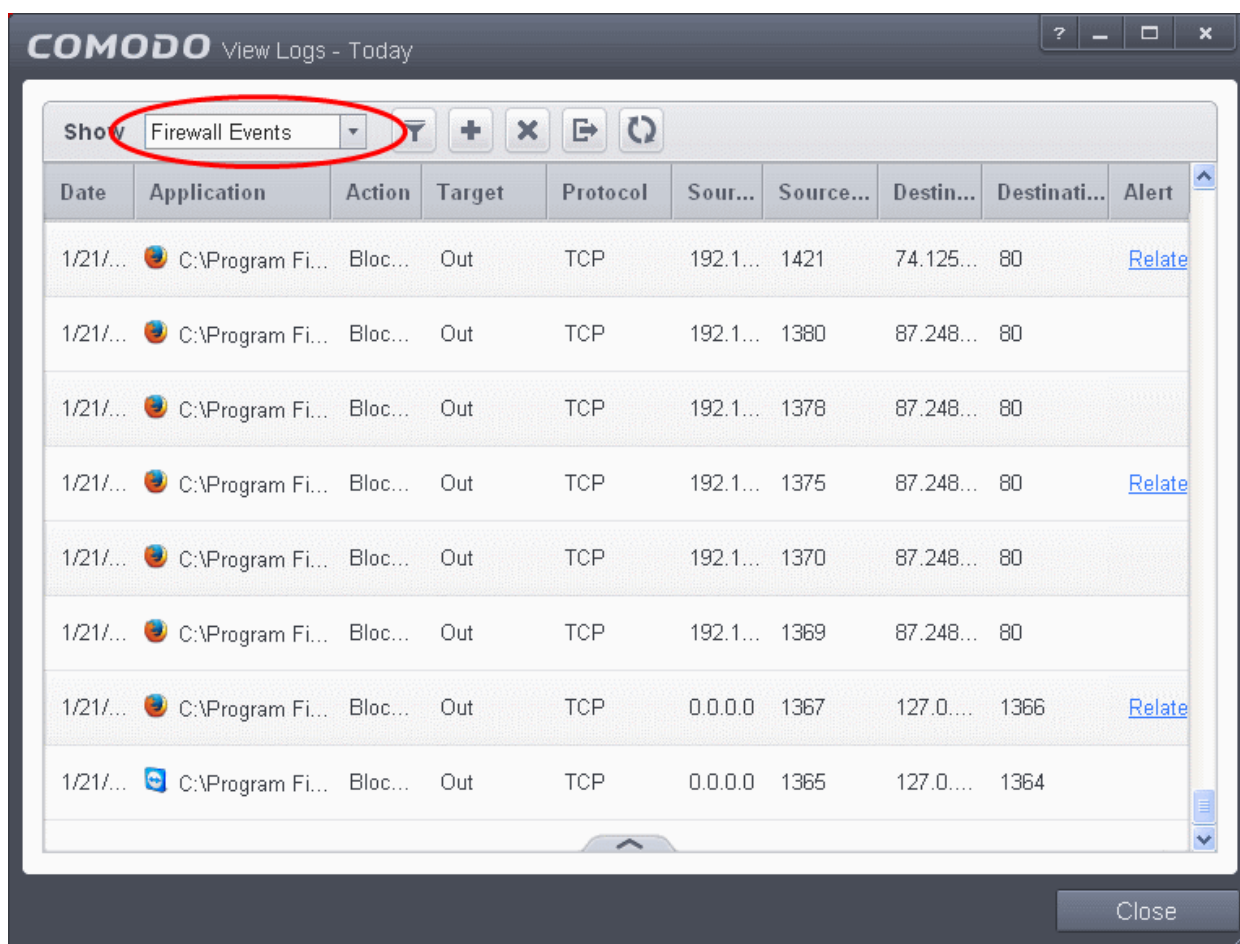 COMODO View Logs - Today
Show Firewall Events
Date Application Action Target Protocol Sour... Source... Destin... Destinati... Alert
1/21/... C:\Program Fi... Bloc... Out TCP 192.1... 1421 74.125... 80 Relate
1/21/... C:\Program Fi... Bloc... Out TCP 192.1... 1380 87.248... 80
1/21/... C:\Program Fi... Bloc... Out TCP 192.1... 1378 87.248... 80
1/21/... C:\Program Fi... Bloc... Out TCP 192.1... 1375 87.248... 80 Relate
1/21/... C:\Program Fi... Bloc... Out TCP 192.1... 1370 87.248... 80
1/21/... C:\Program Fi... Bloc... Out TCP 192.1... 1369 87.248... 80
1/21/... C:\Program Fi... Bloc... Out TCP 0.0.0.0 1367 127.0.... 1366 Relate
1/21/... C:\Program Fi... Bloc... Out TCP 0.0.0.0 1365 127.0.... 1364
Close